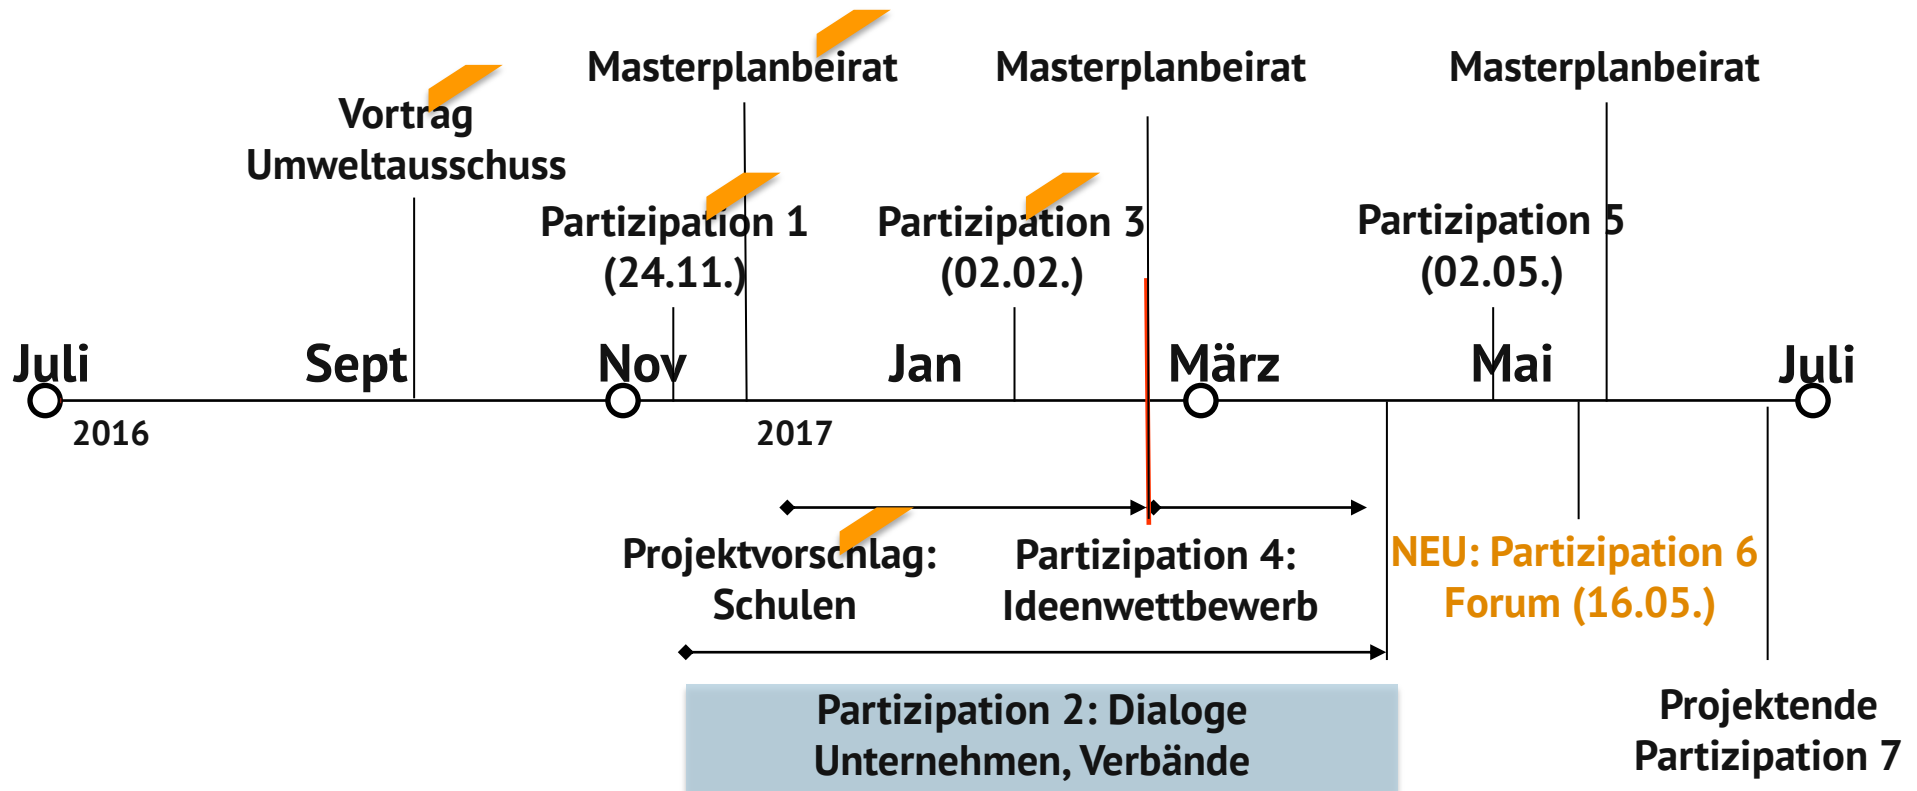 Masterplanbeirat
Masterplanbeirat
Masterplanbeirat
Vortrag
Umweltausschuss
Partizipation 1
(24.11.)
Partizipation 3
(02.02.)
Partizipation 5
(02.05.)
Juli
Sept
Nov
Jan
März
Mai
Juli
2016
2017
Projektvorschlag:
Schulen
Partizipation 4:
Ideenwettbewerb
NEU: Partizipation 6
Forum (16.05.)
Partizipation 2: Dialoge
Unternehmen, Verbände
Projektende
Partizipation 7